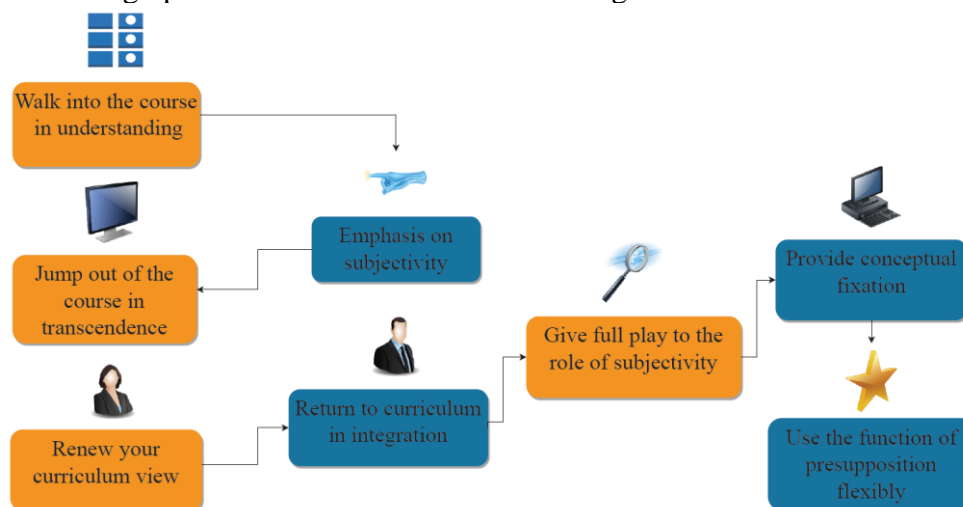 Walk into the course
in understanding
Emphasis on
subjectivity
Jump out of the
course in
transcendence
Renew your
curriculum view
Return to curriculum
in integration
Give full play to the
role of subjectivity
Provide conceptual
fixation
Use the function of
presupposition
flexibly